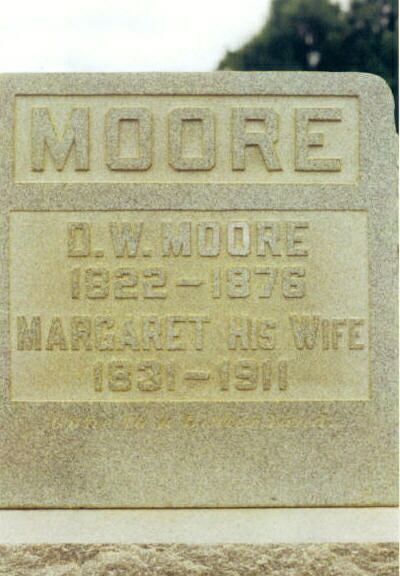 MOORE
D.W. MOORE
1822-1876
MARGARET HIS WIFE
1831-1911